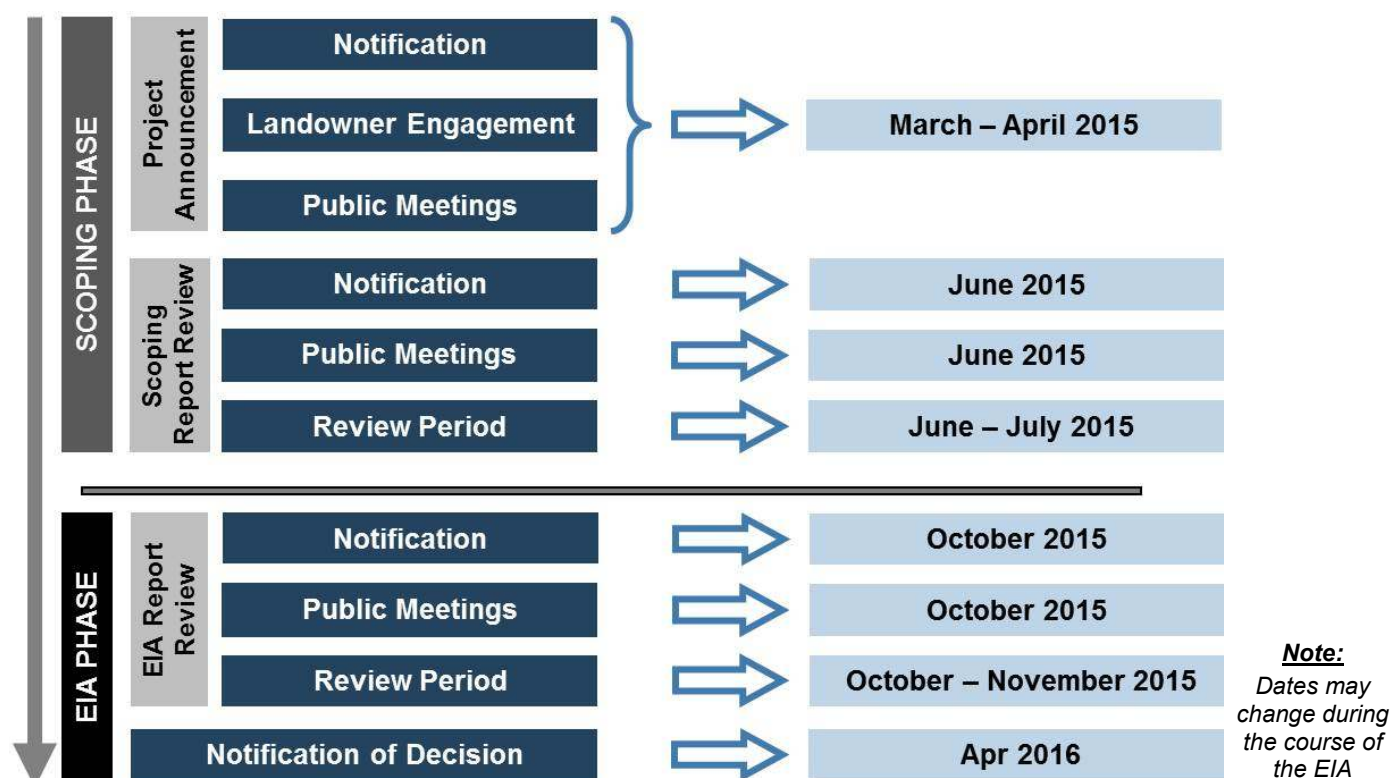 SCOPING PHASE
Project
Announcement
Notification
Landowner Engagement
Public Meetings
March – April 2015
Scoping
Report Review
Notification
June 2015
Public Meetings
June 2015
Review Period
June – July 2015
EIA PHASE
EIA Report
Review
Notification
October 2015
Public Meetings
October 2015
Review Period
October – November 2015
Notification of Decision
Apr 2016
Note:
Dates may
change during
the course of
the EIA